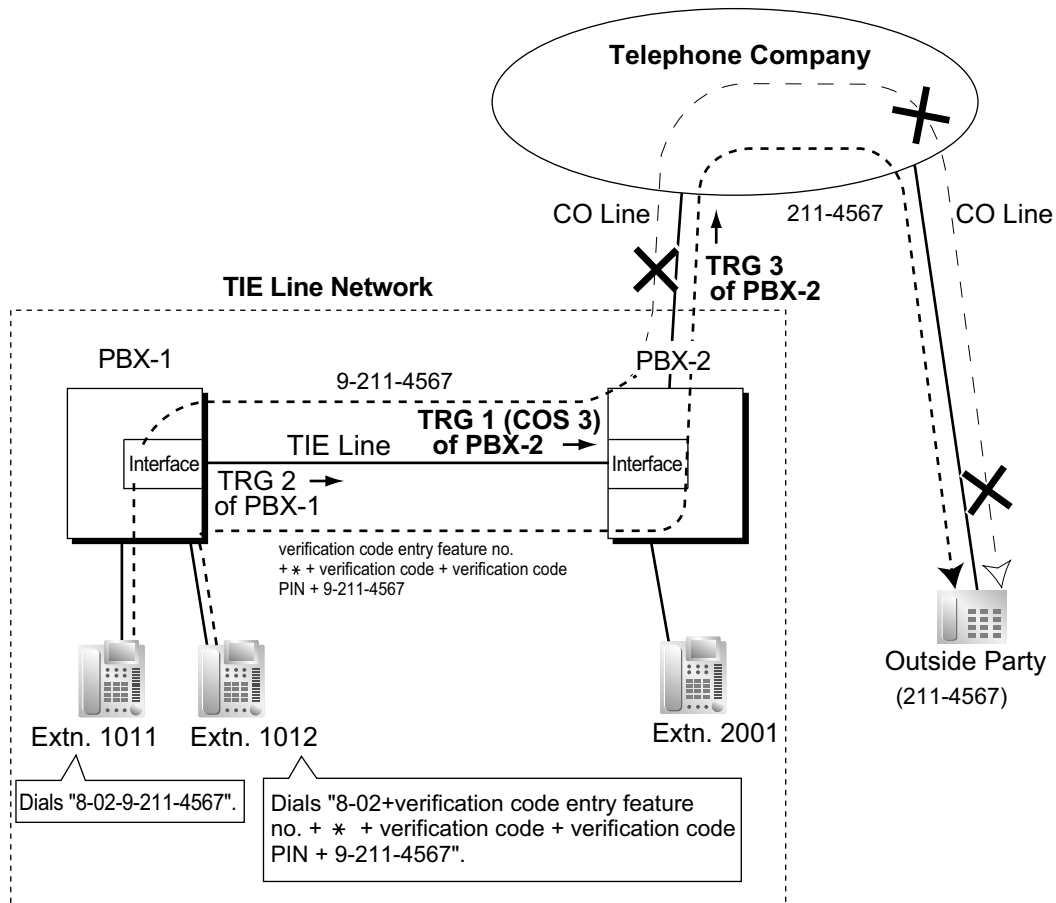 Telephone Company
CO Line
211-4567
CO Line
TRG 3
of PBX-2
TIE Line Network
PBX-1
PBX-2
9-211-4567
TRG 1 (COS 3)
of PBX-2
TIE Line
Interface
Interface
TRG 2
of PBX-1
verification code entry feature no.
+ * + verification code + verification code
PIN + 9-211-4567
Outside Party
(211-4567)
Extn. 1011
Extn. 1012
Extn. 2001
Dials "8-02-9-211-4567".
Dials "8-02+verification code entry feature
no. + * + verification code + verification code
PIN + 9-211-4567".